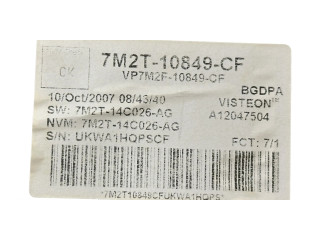 OK
7M2T-10849-CF
VP7M2F-10849-CF
10/Oct/2007 08/43/40
BGDPA
SW: 7M2T-14C026-AG
VISTEON
NVM: 7M2T-14C026-AG
A12047504
S/N: UKWA1HQPSCF
FCT: 7/1
*7M2T10849CFUKWA1HQPS*